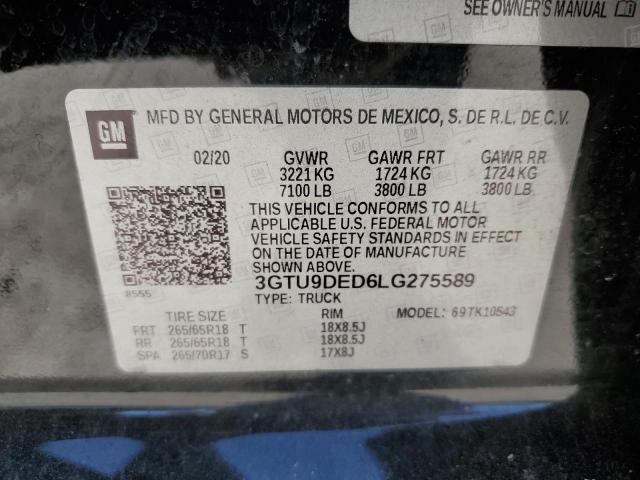 SEE OWNER'S MANUAL
GM
MFD BY GENERAL MOTORS DE MEXICO, S. DE R.L. DE C.V.
02/20 GVWR GAWR FRT GAWR RR
3221 KG 1724 KG 1724 KG
7100 LB 3800 LB 3800 LB
THIS VEHICLE CONFORMS TO ALL
APPLICABLE U.S. FEDERAL MOTOR
VEHICLE SAFETY STANDARDS IN EFFECT
ON THE DATE OF MANUFACTURE
SHOWN ABOVE.
8555 3GTU9DED6LG275589
TYPE: TRUCK
TIRE SIZE RIM 69TK10543
FRT 265/65R18 T 18X8.5J
RR 265/65R18 T 18X8.5J
SPA 265/70R17 S 17X8J